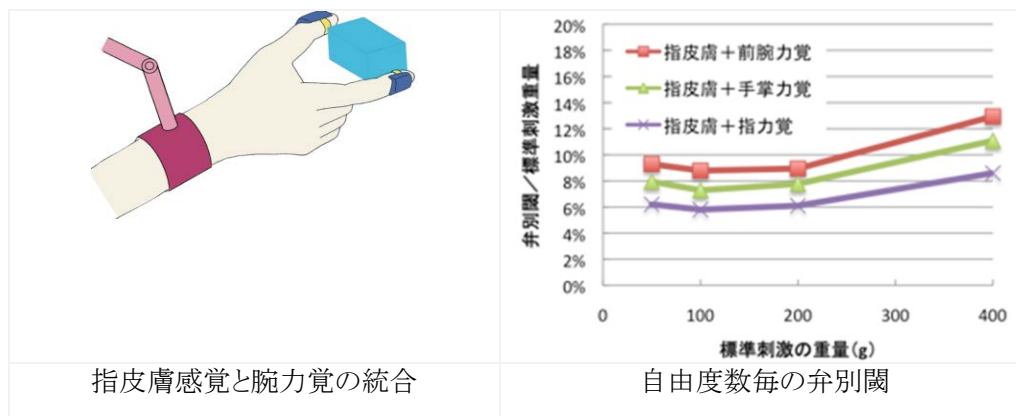 20%
18%
16%
14%
12%
10%
8%
6%
4%
2%
0%
指皮膚+前腕力覚
指皮膚+手掌力覚
指皮膚+指力覚
弁別閾/標準刺激重量
0 100 200 300 400
標準刺激の重量(g)
指皮膚感覚と腕力覚の統合
自由度数毎の弁別閾